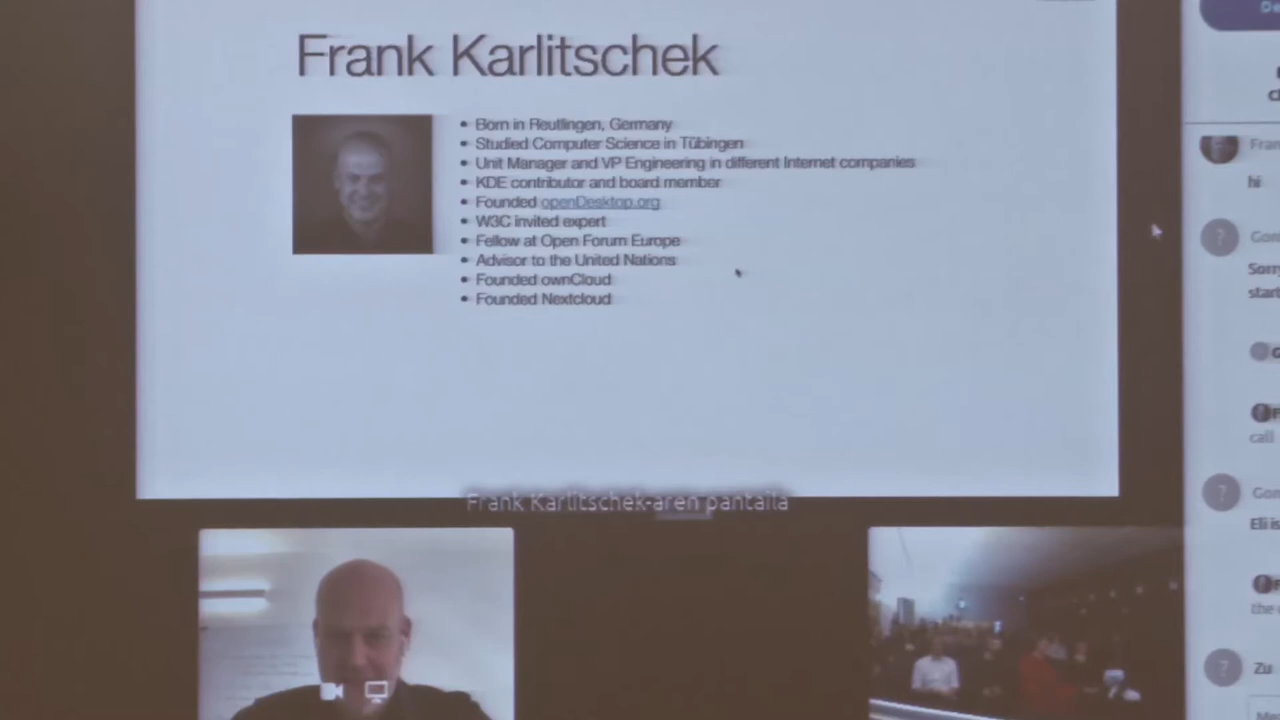 Frank Karlitschek
• Born in Reutlingen, Germany
• Studied Computer Science in Tübingen
• Unit Manager and VP Engineering in different Internet companies
• KDE contributor and board member
• Founded openDesktop.org
• W3C invited expert
• Fellow at Open Forum Europe
• Advisor to the United Nations
• Founded ownCloud
• Founded Nextcloud
Frank Karlitschek-aren pantaila
hi
call
Zu